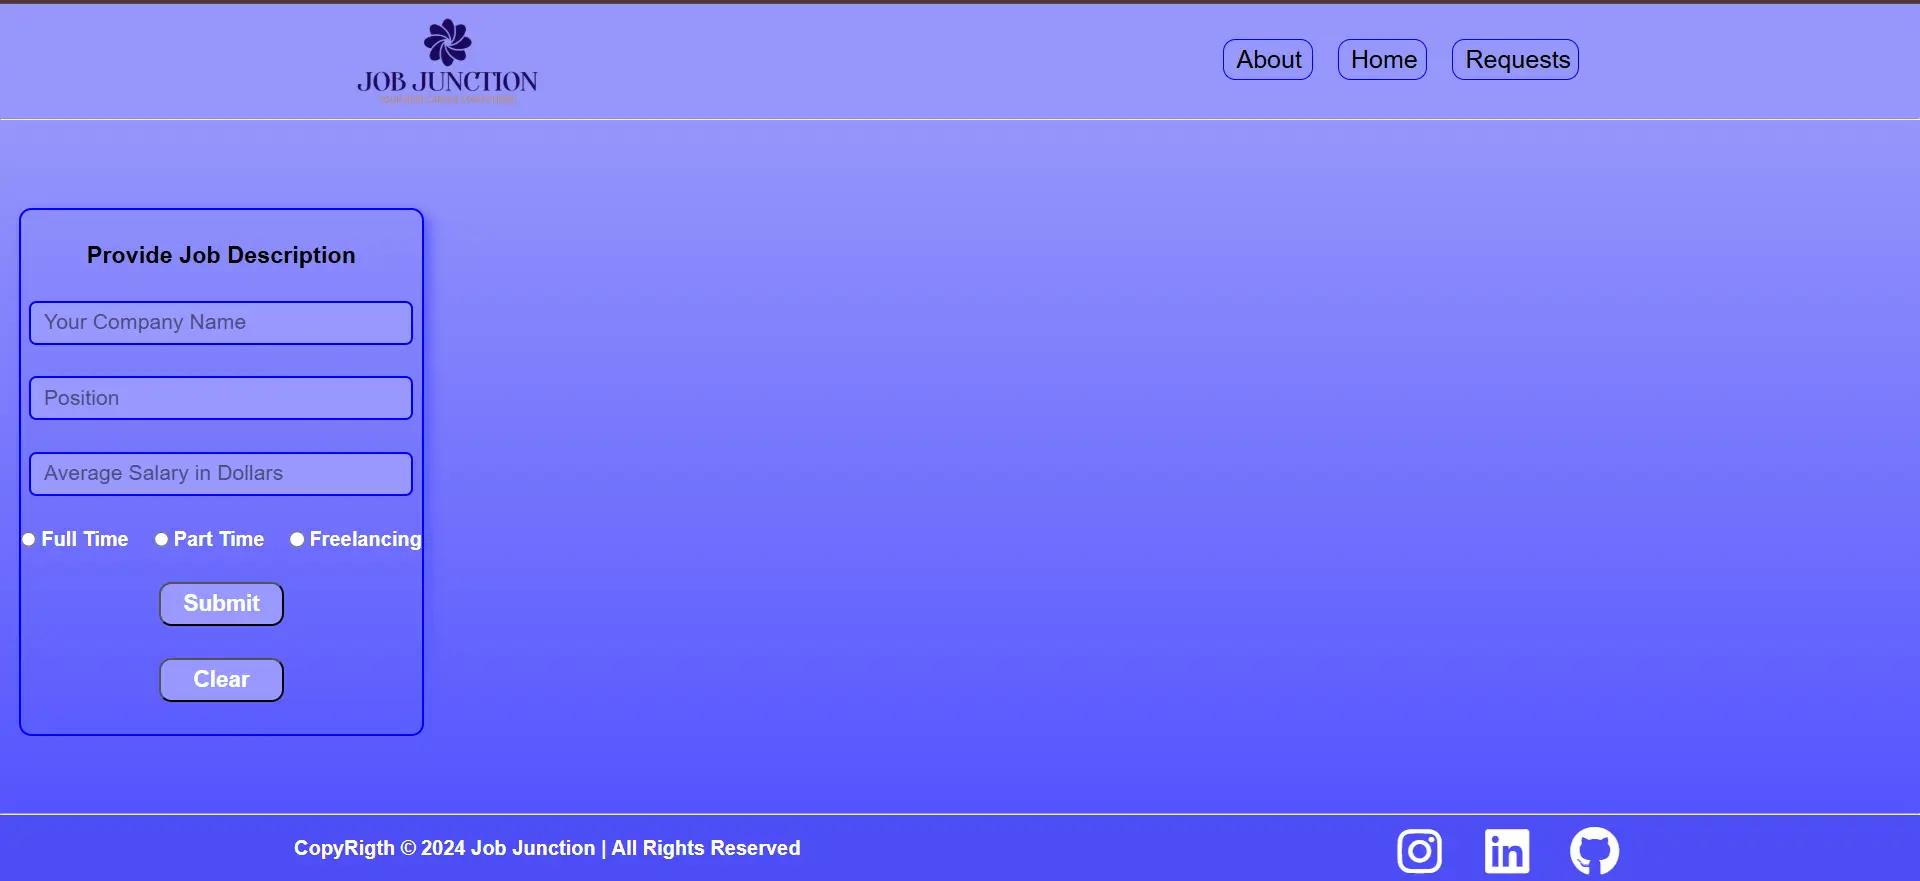 JOB JUNCTION
About
Home
Requests
Provide Job Description
Your Company Name
Position
Average Salary in Dollars
Full Time
Part Time
Freelancing
Submit
Clear
CopyRigth © 2024 Job Junction | All Rights Reserved